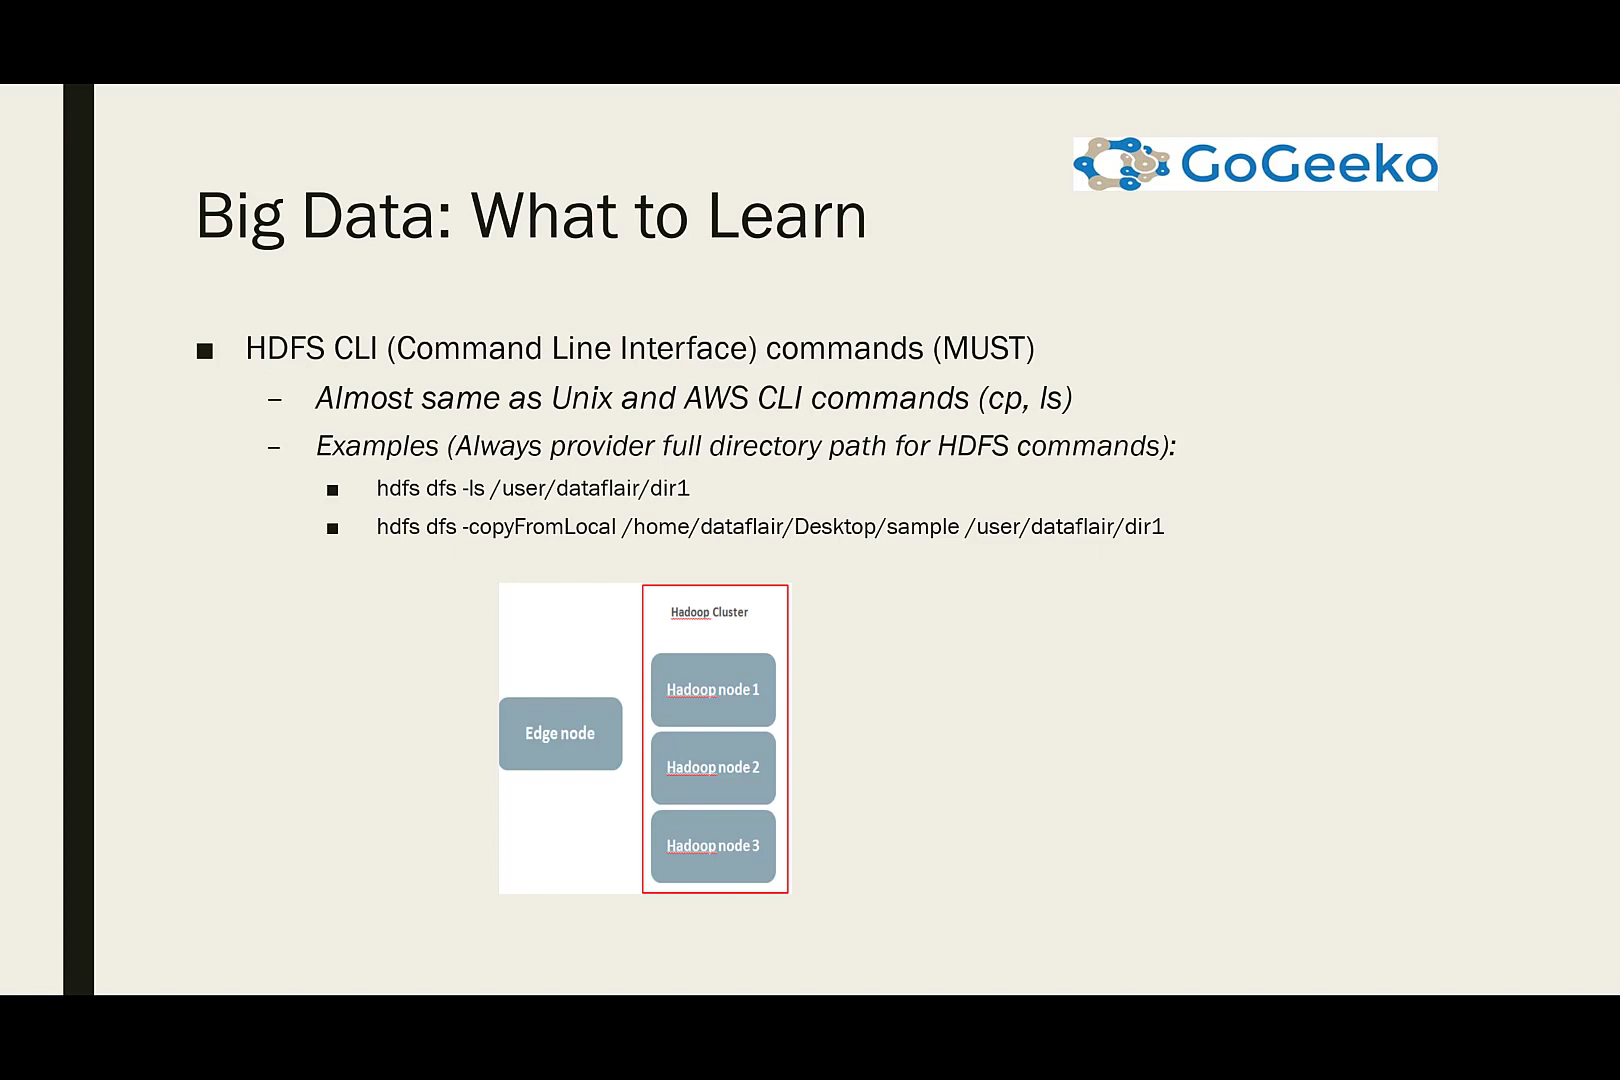 GoGeeko
Big Data: What to Learn
■ HDFS CLI (Command Line Interface) commands (MUST)
– Almost same as Unix and AWS CLI commands (cp, ls)
– Examples (Always provider full directory path for HDFS commands):
■ hdfs dfs -ls /user/dataflair/dir1
■ hdfs dfs -copyFromLocal /home/dataflair/Desktop/sample /user/dataflair/dir1
Hadoop Cluster
Hadoop node 1
Edge node
Hadoop node 2
Hadoop node 3